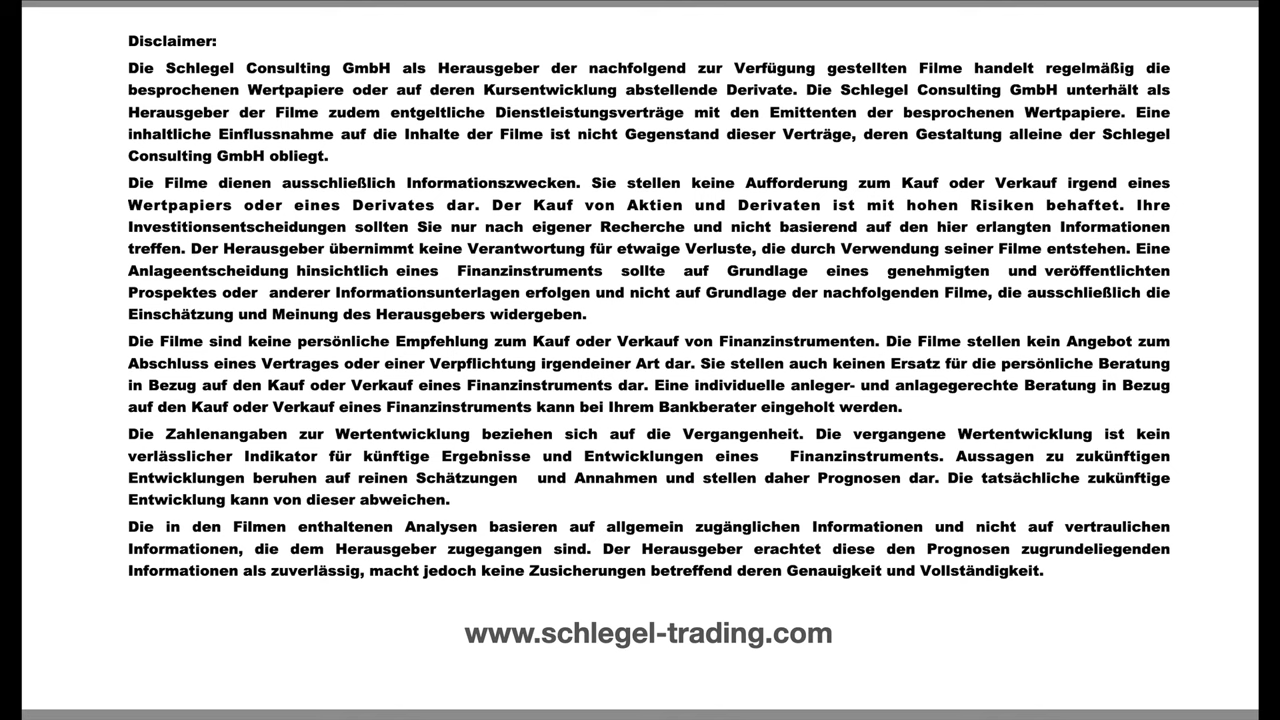 Disclaimer:
Die Schlegel Consulting GmbH als Herausgeber der nachfolgend zur Verfügung gestellten Filme handelt regelmäßig die
besprochenen Wertpapiere oder auf deren Kursentwicklung abstellende Derivate. Die Schlegel Consulting GmbH unterhält als
Herausgeber der Filme zudem entgeltliche Dienstleistungsverträge mit den Emittenten der besprochenen Wertpapiere. Eine
inhaltliche Einflussnahme auf die Inhalte der Filme ist nicht Gegenstand dieser Verträge, deren Gestaltung alleine der Schlegel
Consulting GmbH obliegt.
Die Filme dienen ausschließlich Informationszwecken. Sie stellen keine Aufforderung zum Kauf oder Verkauf irgend eines
Wertpapiers oder eines Derivates dar. Der Kauf von Aktien und Derivaten ist mit hohen Risiken behaftet. Ihre
Investitionsentscheidungen sollten Sie nur nach eigener Recherche und nicht basierend auf den hier erlangten Informationen
treffen. Der Herausgeber übernimmt keine Verantwortung für etwaige Verluste, die durch Verwendung seiner Filme entstehen. Eine
Anlageentscheidung hinsichtlich eines Finanzinstruments sollte auf Grundlage eines genehmigten und veröffentlichten
Prospektes oder anderer Informationsunterlagen erfolgen und nicht auf Grundlage der nachfolgenden Filme, die ausschließlich die
Einschätzung und Meinung des Herausgebers widergeben.
Die Filme sind keine persönliche Empfehlung zum Kauf oder Verkauf von Finanzinstrumenten. Die Filme stellen kein Angebot zum
Abschluss eines Vertrages oder einer Verpflichtung irgendeiner Art dar. Sie stellen auch keinen Ersatz für die persönliche Beratung
in Bezug auf den Kauf oder Verkauf eines Finanzinstruments dar. Eine individuelle anleger- und anlagegerechte Beratung in Bezug
auf den Kauf oder Verkauf eines Finanzinstruments kann bei Ihrem Bankberater eingeholt werden.
Die Zahlenangaben zur Wertentwicklung beziehen sich auf die Vergangenheit. Die vergangene Wertentwicklung ist kein
verlässlicher Indikator für künftige Ergebnisse und Entwicklungen eines Finanzinstruments. Aussagen zu zukünftigen
Entwicklungen beruhen auf reinen Schätzungen und Annahmen und stellen daher Prognosen dar. Die tatsächliche zukünftige
Entwicklung kann von dieser abweichen.
Die in den Filmen enthaltenen Analysen basieren auf allgemein zugänglichen Informationen und nicht auf vertraulichen
Informationen, die dem Herausgeber zugegangen sind. Der Herausgeber erachtet diese den Prognosen zugrundeliegenden
Informationen als zuverlässig, macht jedoch keine Zusicherungen betreffend deren Genauigkeit und Vollständigkeit.
www.schlegel-trading.com